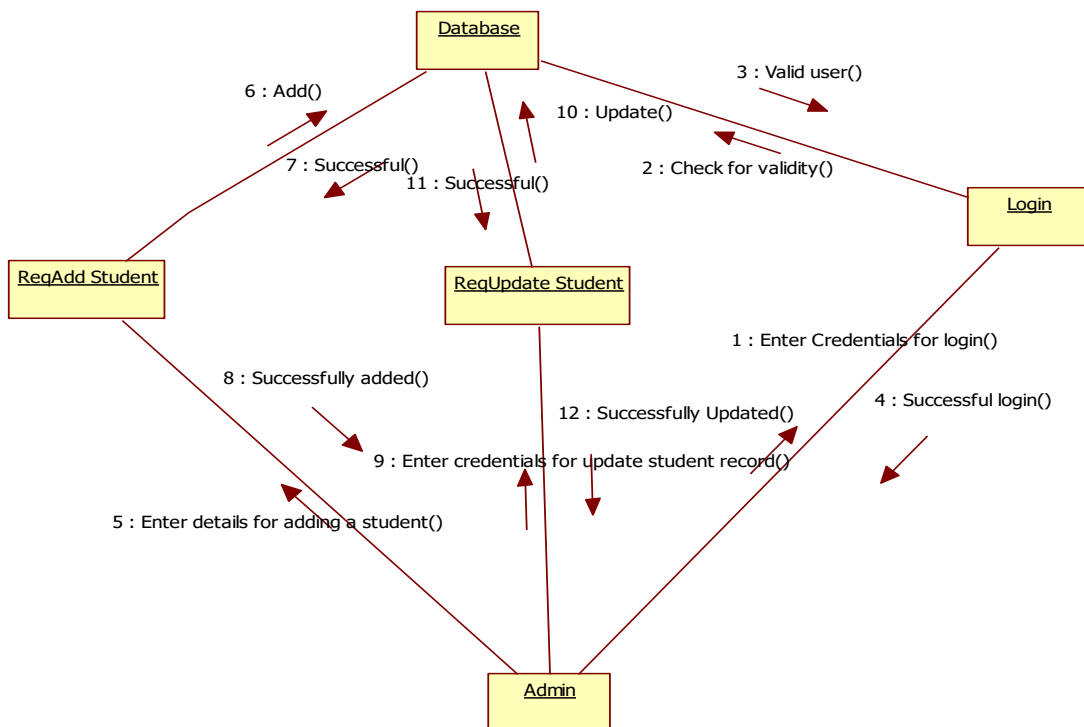 Database
3 : Valid user()
6 : Add()
10 : Update()
7 : Successful()
2 : Check for validity()
11 : Successful()
Login
ReqAdd Student
ReqUpdate Student
1 : Enter Credentials for login()
8 : Successfully added()
4 : Successful login()
12 : Successfully Updated()
9 : Enter credentials for update student record()
5 : Enter details for adding a student()
Admin